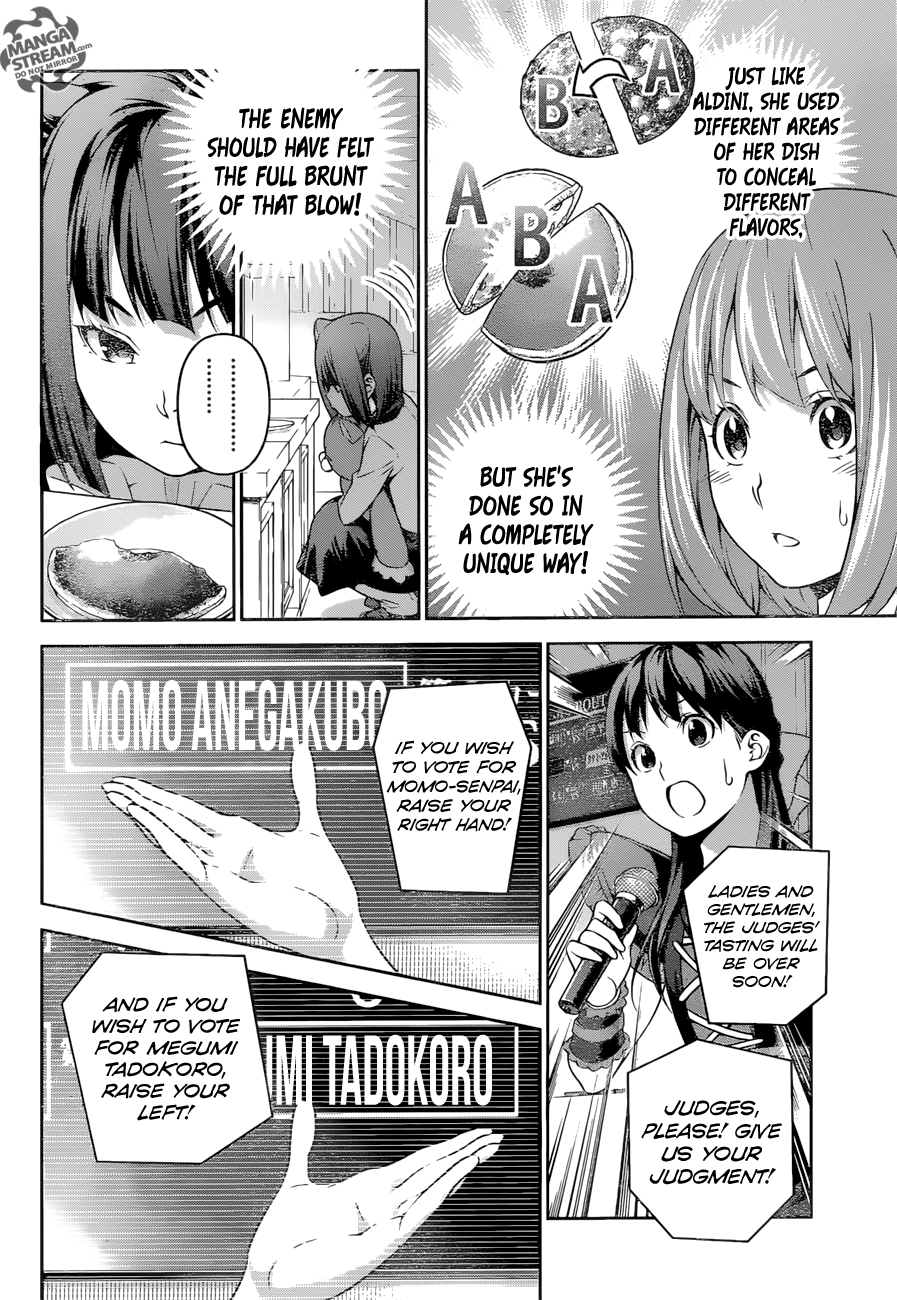 MANGA
STREAM.com
DO NOT MIRROR
JUST LIKE
ALDINI, SHE USED
DIFFERENT AREAS
OF HER DISH
TO CONCEAL
DIFFERENT
FLAVORS,
A
B
A
B
A
BUT SHE'S
DONE SO IN
A COMPLETELY
UNIQUE WAY!
THE ENEMY
SHOULD HAVE FELT
THE FULL BRUNT
OF THAT BLOW!
.........
.........
LADIES AND
GENTLEMEN,
THE JUDGES'
TASTING WILL
BE OVER
SOON!
JUDGES,
PLEASE! GIVE
US YOUR
JUDGMENT!
MOMO ANEGAKUBO
IF YOU WISH
TO VOTE FOR
MOMO-SENPAI,
RAISE YOUR
RIGHT HAND!
UMI TADOKORO
AND IF YOU
WISH TO VOTE
FOR MEGUMI
TADOKORO,
RAISE YOUR
LEFT!